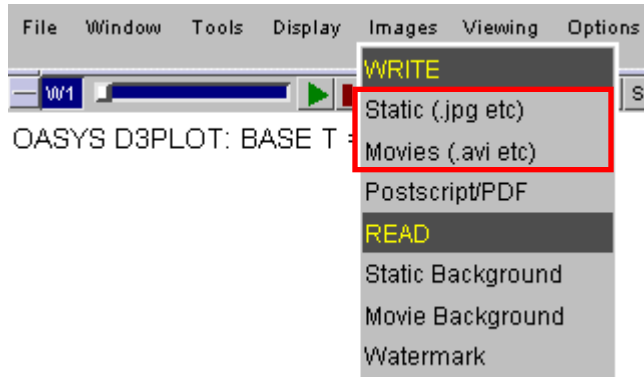 File Window Tools Display Images Viewing Options
WRITE
W1 S
Static (.jpg etc)
OASYS D3PLOT: BASE T =
Movies (.avi etc)
Postscript/PDF
READ
Static Background
Movie Background
Watermark